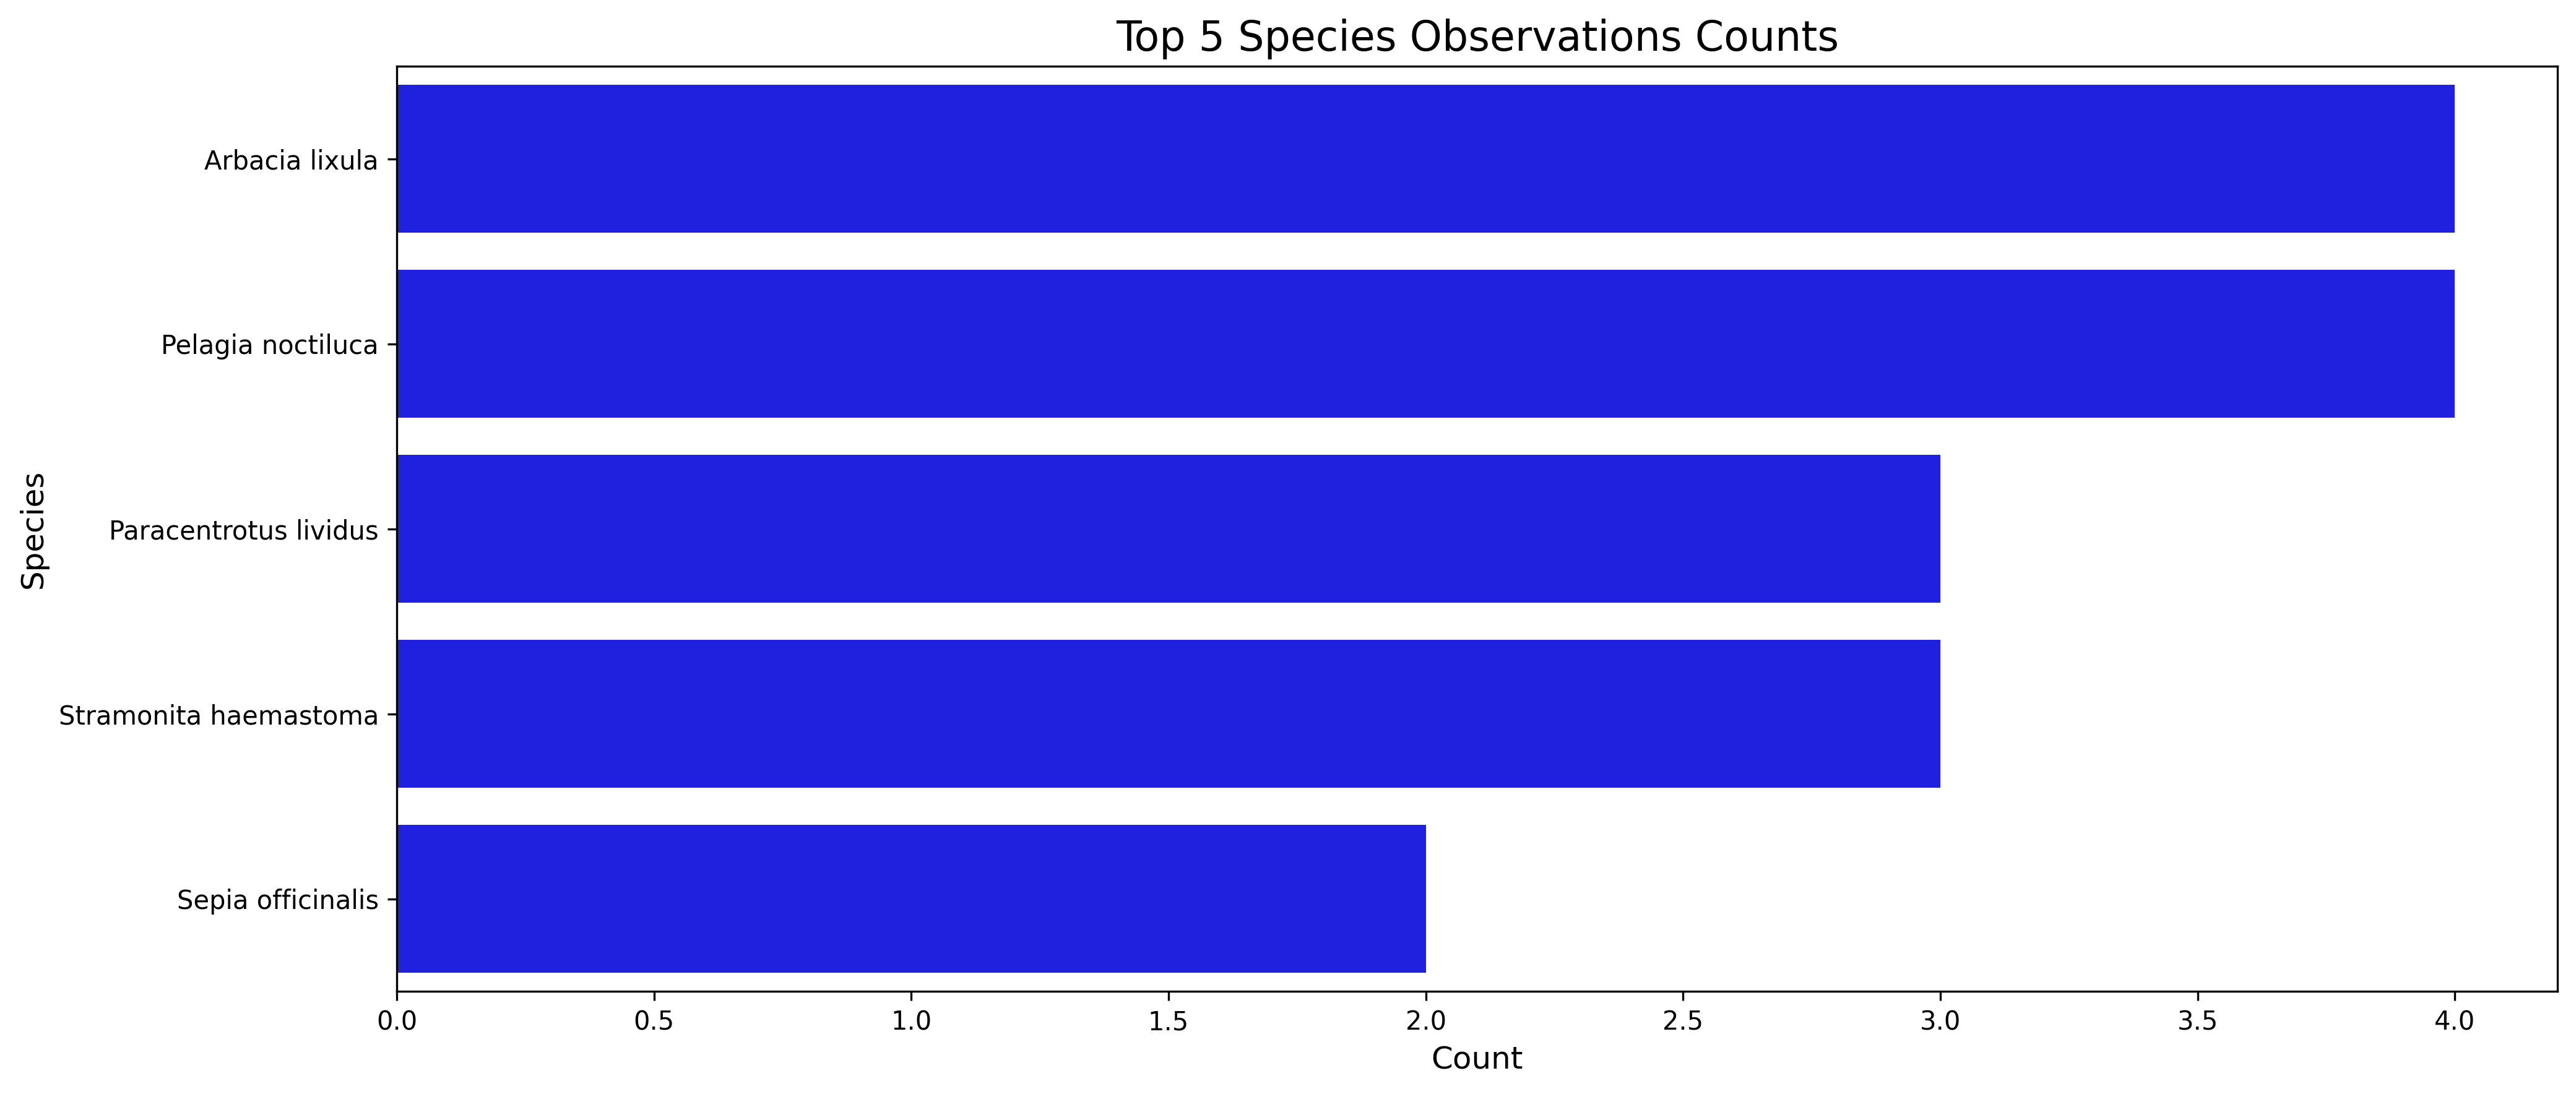 Top 5 Species Observations Counts
Species
Arbacia lixula
Pelagia noctiluca
Paracentrotus lividus
Stramonita haemastoma
Sepia officinalis
0.0 0.5 1.0 1.5 2.0 2.5 3.0 3.5 4.0
Count